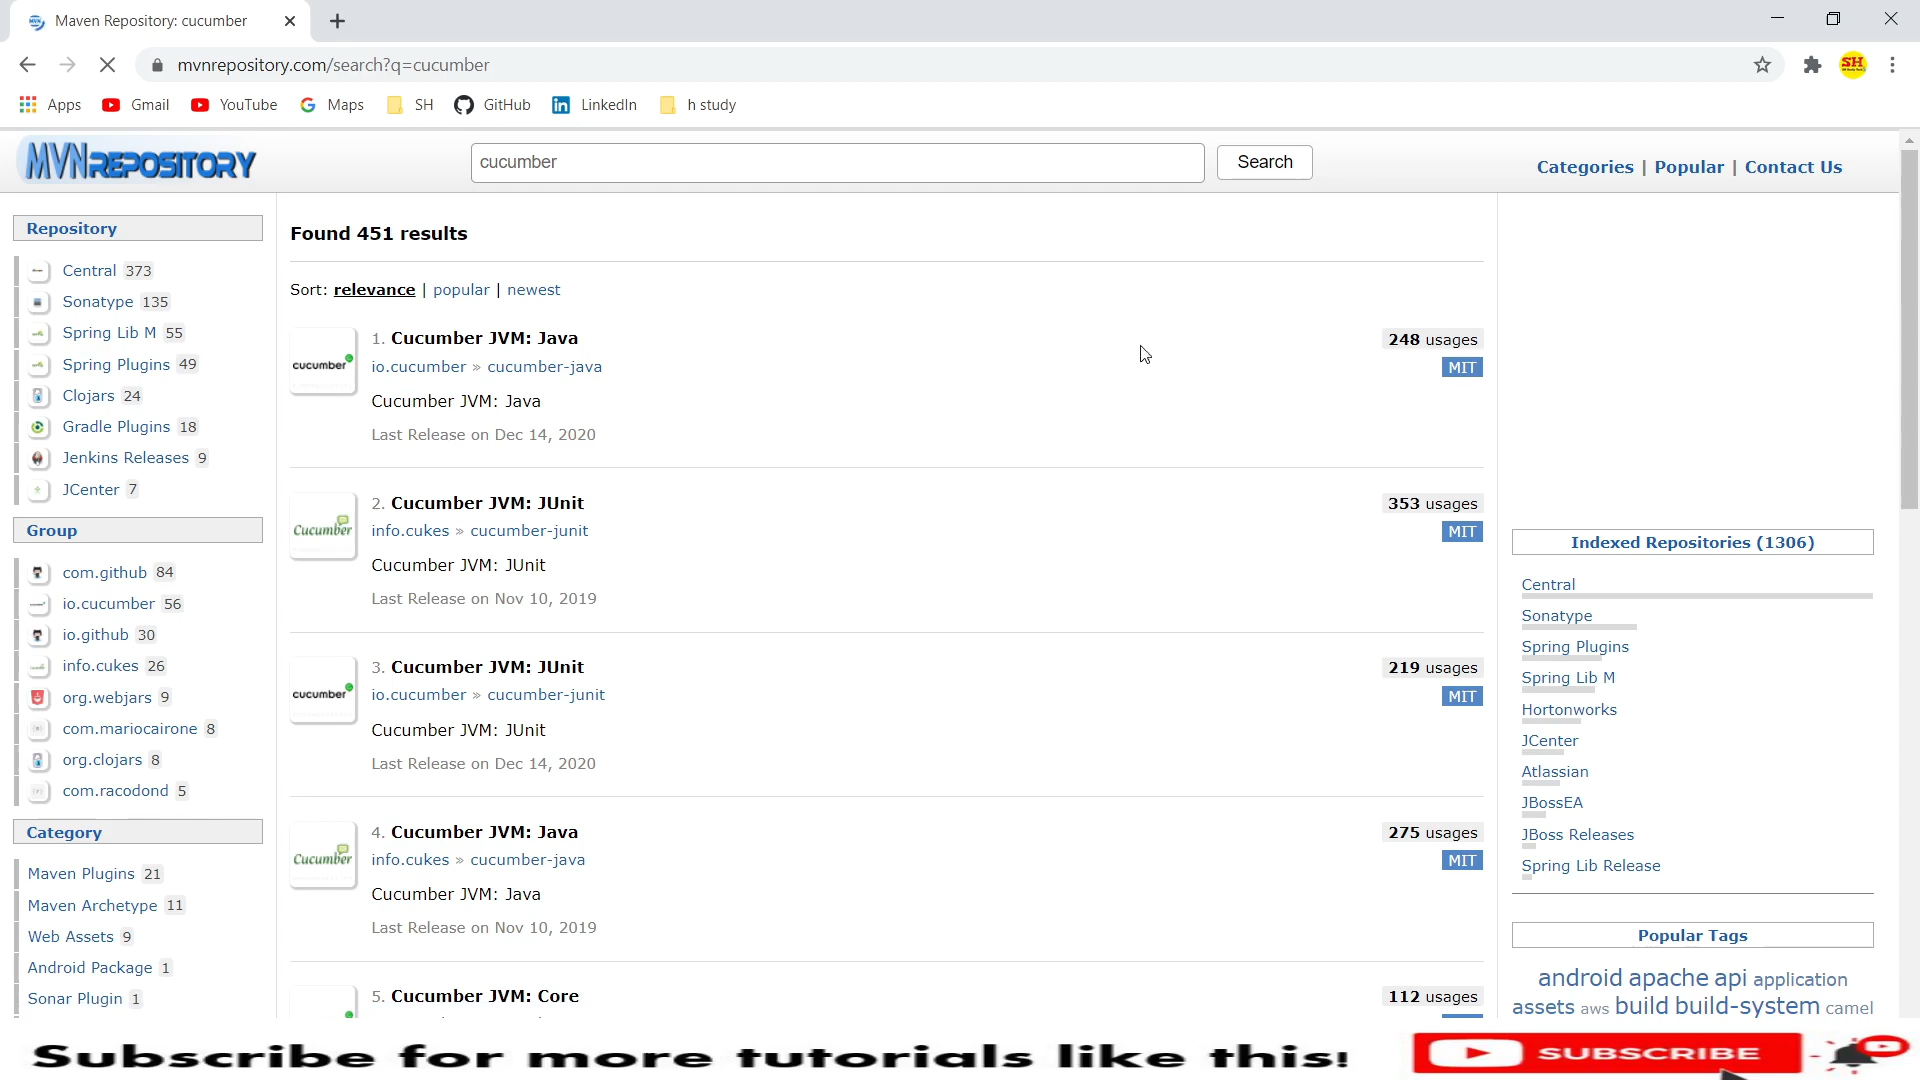 Maven Repository: cucumber
mvnrepository.com/search?q=cucumber
SH
Apps Gmail YouTube Maps SH GitHub LinkedIn h study
MVNREPOSITORY
cucumber
Search
Categories | Popular | Contact Us
Repository
Central 373
Sonatype 135
Spring Lib M 55
Spring Plugins 49
Clojars 24
Gradle Plugins 18
Jenkins Releases 9
JCenter 7
Group
com.github 84
io.cucumber 56
io.github 30
info.cukes 26
org.webjars 9
com.mariocairone 8
org.clojars 8
com.racodond 5
Category
Maven Plugins 21
Maven Archetype 11
Web Assets 9
Android Package 1
Sonar Plugin 1
Found 451 results
Sort: relevance | popular | newest
cucumber
1. Cucumber JVM: Java
248 usages
io.cucumber » cucumber-java
MIT
Cucumber JVM: Java
Last Release on Dec 14, 2020
Cucumber
2. Cucumber JVM: JUnit
353 usages
info.cukes » cucumber-junit
MIT
Cucumber JVM: JUnit
Last Release on Nov 10, 2019
cucumber
3. Cucumber JVM: JUnit
219 usages
io.cucumber » cucumber-junit
MIT
Cucumber JVM: JUnit
Last Release on Dec 14, 2020
Cucumber
4. Cucumber JVM: Java
275 usages
info.cukes » cucumber-java
MIT
Cucumber JVM: Java
Last Release on Nov 10, 2019
5. Cucumber JVM: Core
112 usages
Indexed Repositories (1306)
Central
Sonatype
Spring Plugins
Spring Lib M
Hortonworks
JCenter
Atlassian
JBossEA
JBoss Releases
Spring Lib Release
Popular Tags
android apache api application
assets aws build build-system camel
Subscribe for more tutorials like this!
SUBSCRIBE